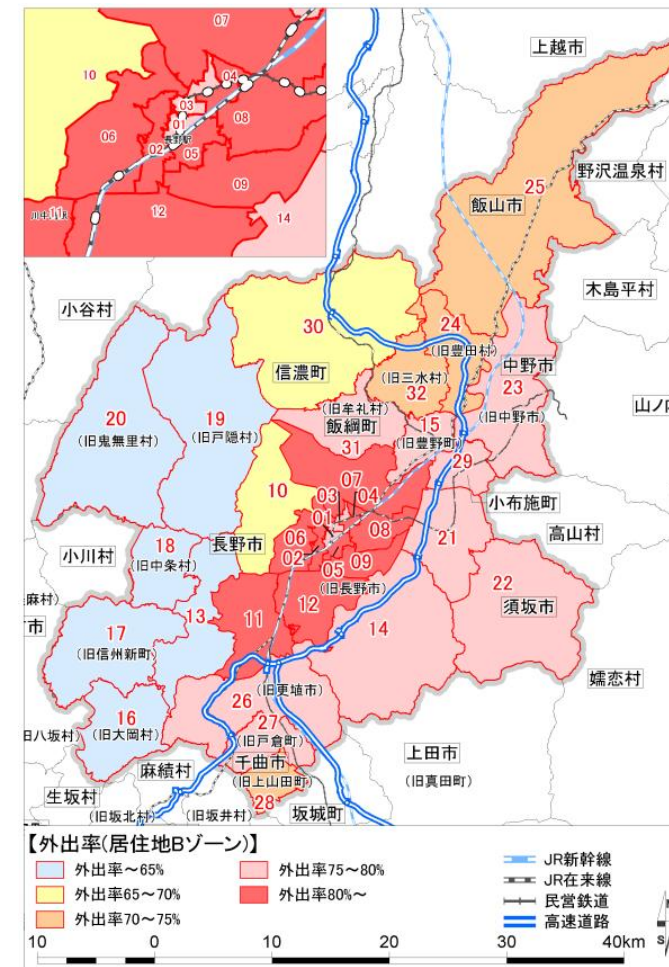 07
10
04
03
08
01
06
長野駅
02
05
09
12
11
14
上越市
野沢温泉村
25
飯山市
木島平村
小谷村
30
24
信濃町
(旧豊田村)
中野市
(旧三水村)
32
23
(旧牟礼村)
(旧中野市)
飯綱町
15
(旧豊野町)
31
29
20
(旧鬼無里村)
19
(旧戸隠村)
10
07
03
04
01
小布施町
06
08
高山村
02
18
長野市
(旧中条村)
小川村
05
09
(旧長野市)
21
22
須坂市
13
11
12
14
17
(旧信州新町)
嬬恋村
16
(旧大岡村)
26
(旧更埴市)
27
(旧戸倉町)
旧八坂村)
麻績村
千曲市
(旧上山田町)
28
上田市
(旧真田町)
生坂村
(旧坂北村)
(旧坂井村)
坂城町
【外出率(居住地Bゾーン)】
外出率～65%
外出率75～80%
外出率65～70%
外出率80%～
外出率70～75%
JR新幹線
JR在来線
民営鉄道
高速道路
10
0
10
20
30
40km
S